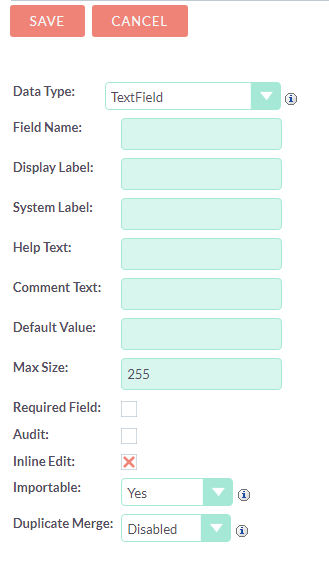 SAVE CANCEL
Data Type: TextField
Field Name:
Display Label:
System Label:
Help Text:
Comment Text:
Default Value:
Max Size: 255
Required Field:
Audit:
Inline Edit:
Importable: Yes
Duplicate Merge: Disabled